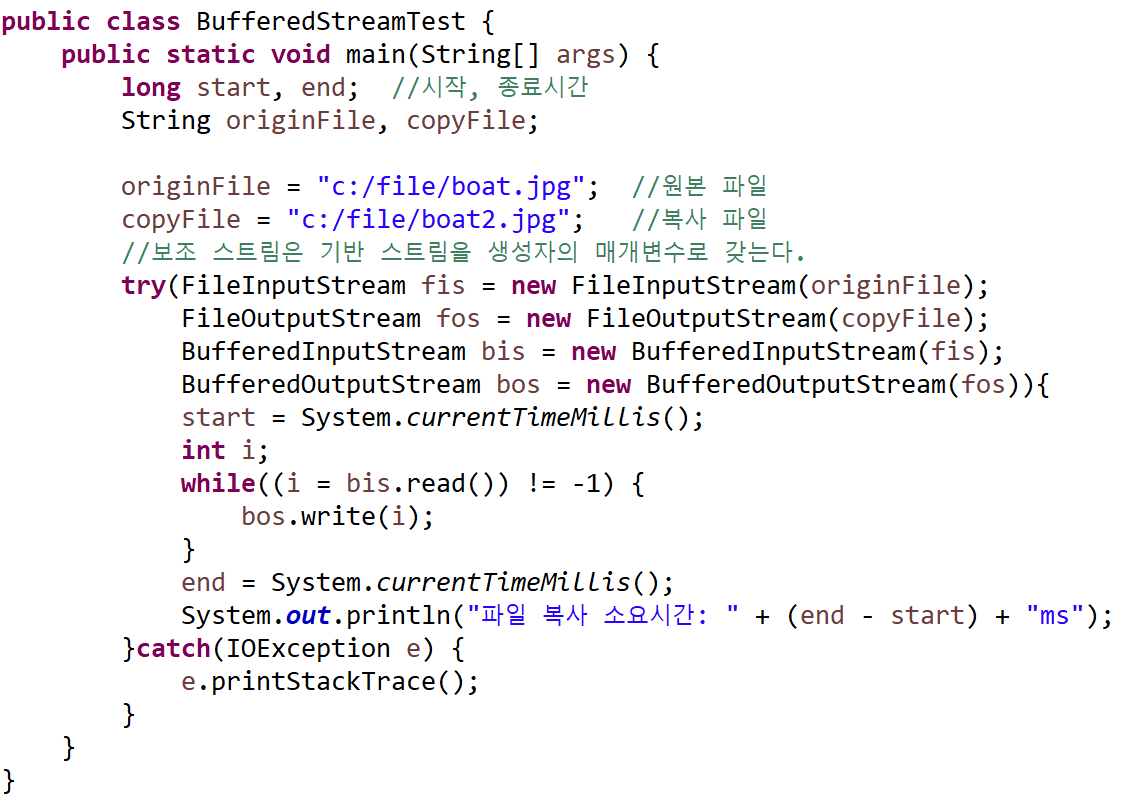 public class BufferedStreamTest {
    public static void main(String[] args) {
        long start, end;  //시작, 종료시간
        String originFile, copyFile;

        originFile = "c:/file/boat.jpg";  //원본 파일
        copyFile = "c:/file/boat2.jpg";   //복사 파일
        //보조 스트림은 기반 스트림을 생성자의 매개변수로 갖는다.
        try(FileInputStream fis = new FileInputStream(originFile);
            FileOutputStream fos = new FileOutputStream(copyFile);
            BufferedInputStream bis = new BufferedInputStream(fis);
            BufferedOutputStream bos = new BufferedOutputStream(fos)){
            start = System.currentTimeMillis();
            int i;
            while((i = bis.read()) != -1) {
                bos.write(i);
            }
            end = System.currentTimeMillis();
            System.out.println("파일 복사 소요시간: " + (end - start) + "ms");
        }catch(IOException e) {
            e.printStackTrace();
        }
    }
}